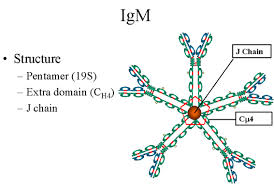 IgM
• Structure
– Pentamer (19S)
– Extra domain (CH4)
– J chain
J Chain
Cμ4